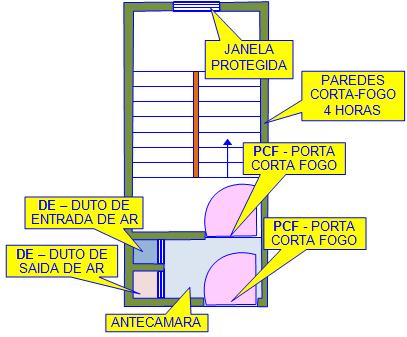 JANELA
PROTEGIDA
PAREDES
CORTA-FOGO
4 HORAS
PCF - PORTA
CORTA FOGO
DE – DUTO DE
ENTRADA DE AR
PCF - PORTA
CORTA FOGO
DE – DUTO DE
SAIDA DE AR
ANTECAMARA